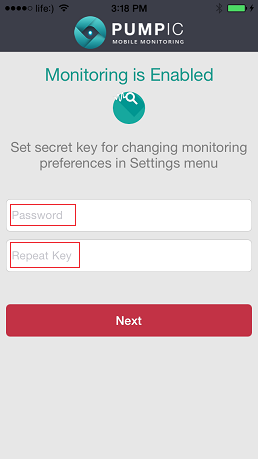 life:) 3:18 PM
PUMPIC
MOBILE MONITORING
Monitoring is Enabled
Set secret key for changing monitoring
preferences in Settings menu
Password
Repeat Key
Next